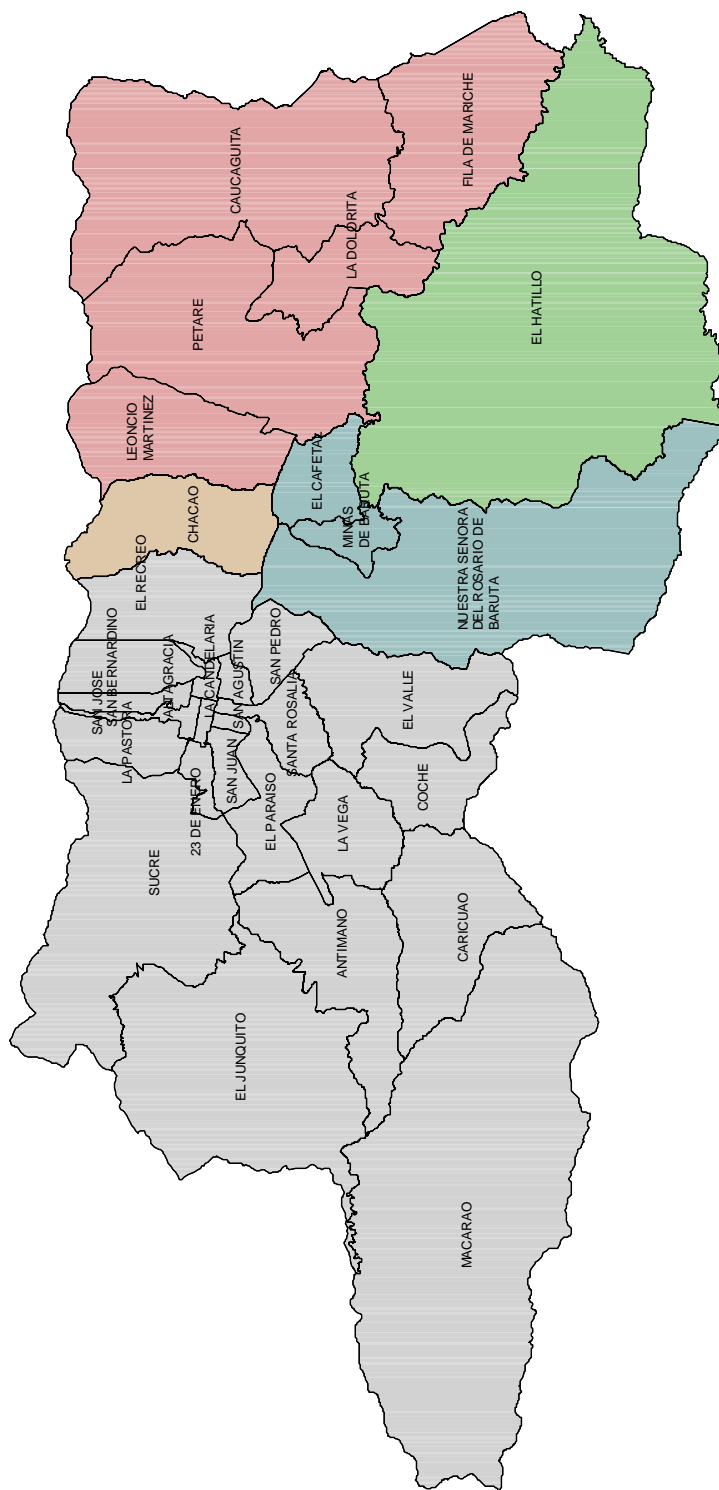 CAUCAGUITA
FILA DE MARICHE
LA DOLORITA
PETARE
EL HATILLO
LEONCIO
MARTINEZ
EL CAFETAZ
CHACAO
MINAS
DE BARUTA
EL RECREO
NUESTRA SENORA
DEL ROSARIO DE
BARUTA
SAN BERNARDINO
SAN JOSE
ALTAGRACIA
LA CANDELARIA
SAN AGUSTIN
SAN PEDRO
LA PASTORA
SANTA ROSALIA
EL VALLE
SAN JUAN
23 DE ENERO
EL PARAISO
LA VEGA
COCHE
SUCRE
ANTIMANO
CARICUAO
EL JUNQUITO
MACARAO